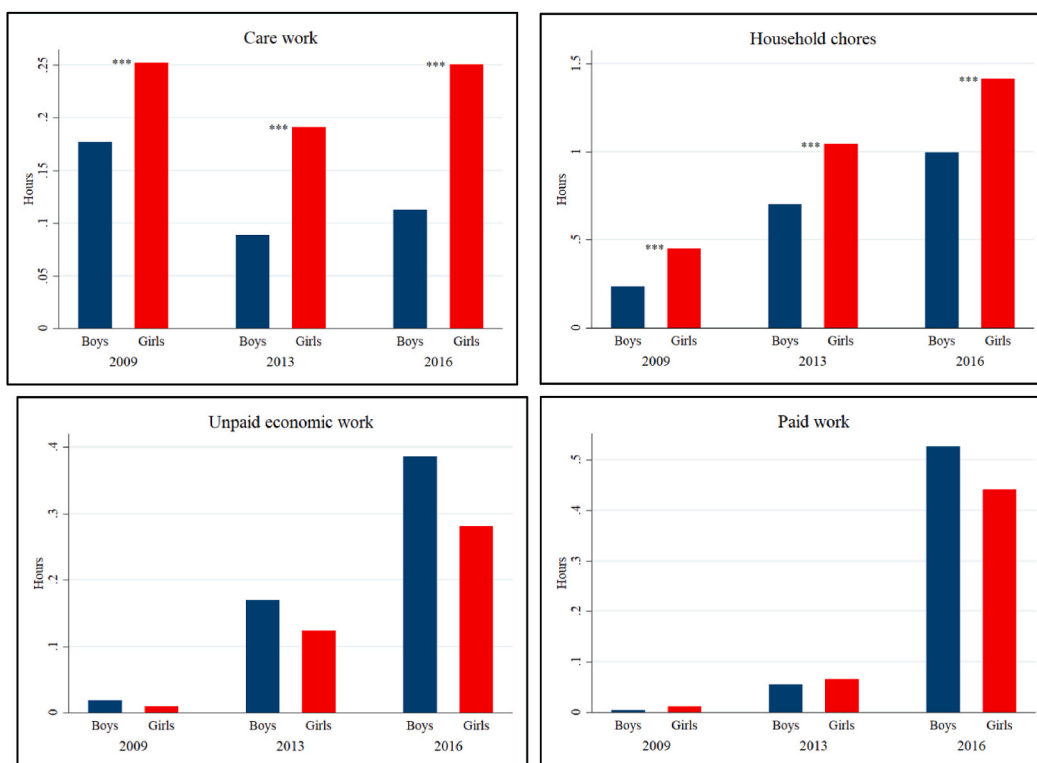 Care work
Hours
0 .05 .1 .15 .2 .25
*** *** ***
Boys Girls Boys Girls Boys Girls
2009 2013 2016
Household chores
Hours
0 .5 1 1.5
*** *** ***
Boys Girls Boys Girls Boys Girls
2009 2013 2016
Unpaid economic work
Hours
0 .1 .2 .3 .4
Boys Girls Boys Girls Boys Girls
2009 2013 2016
Paid work
Hours
0 .1 .2 .3 .4 .5
Boys Girls Boys Girls Boys Girls
2009 2013 2016